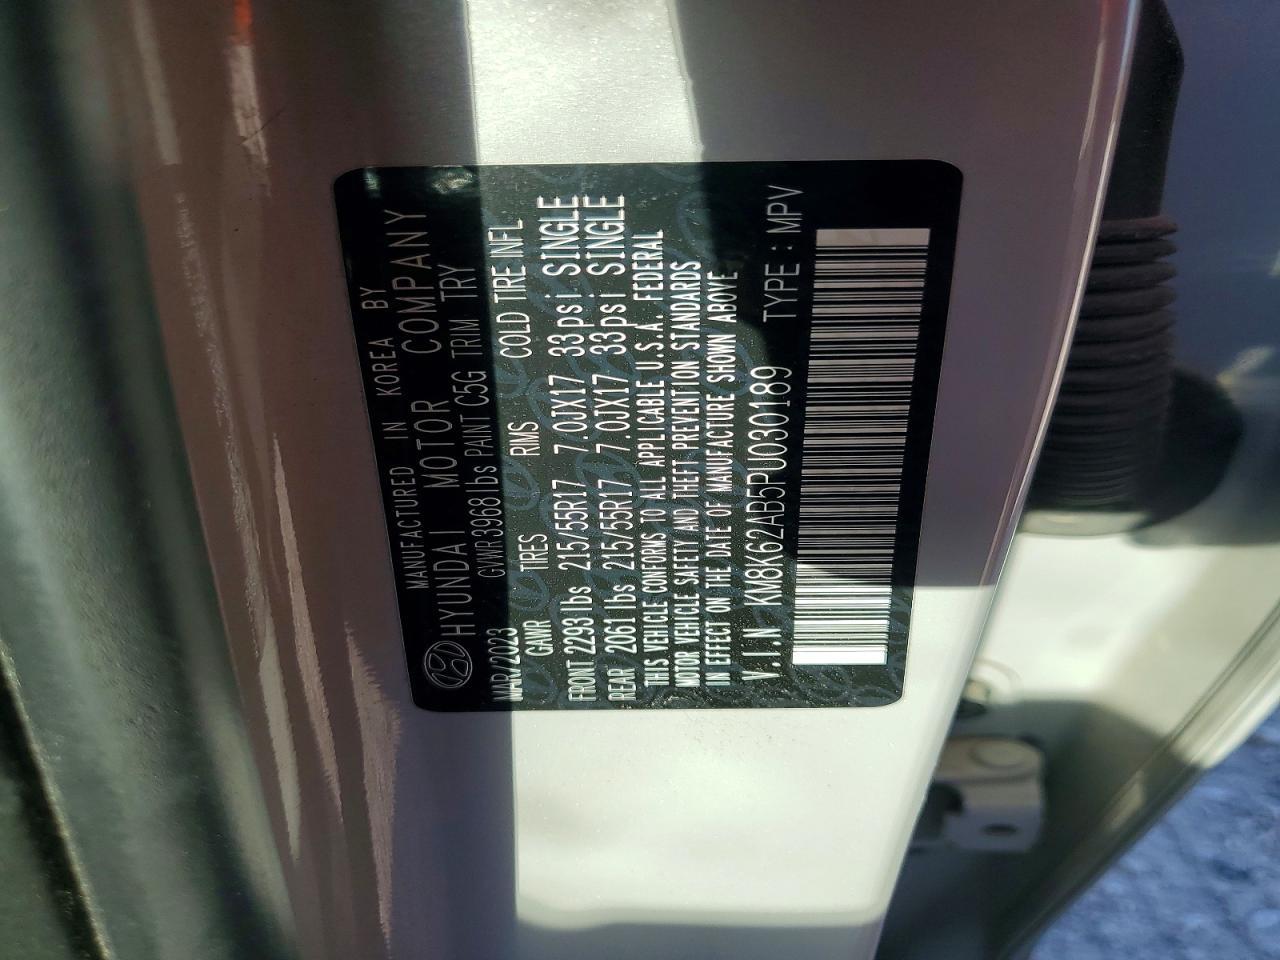 MANUFACTURED IN KOREA BY
HYUNDAI MOTOR COMPANY
MAR/2023 GVWR 3968 lbs PAINT C5G TRIM TRY
GAWR TIRES RIMS COLD TIRE INFL
FRONT 2293 lbs 215/55R17 7.0JX17 33psi SINGLE
REAR 2061 lbs 215/55R17 7.0JX17 33psi SINGLE
THIS VEHICLE CONFORMS TO ALL APPLICABLE U.S.A. FEDERAL
MOTOR VEHICLE SAFETY AND THEFT PREVENTION STANDARDS
IN EFFECT ON THE DATE OF MANUFACTURE SHOWN ABOVE
V.I.N KM8K62AB5PU030189 TYPE : MPV